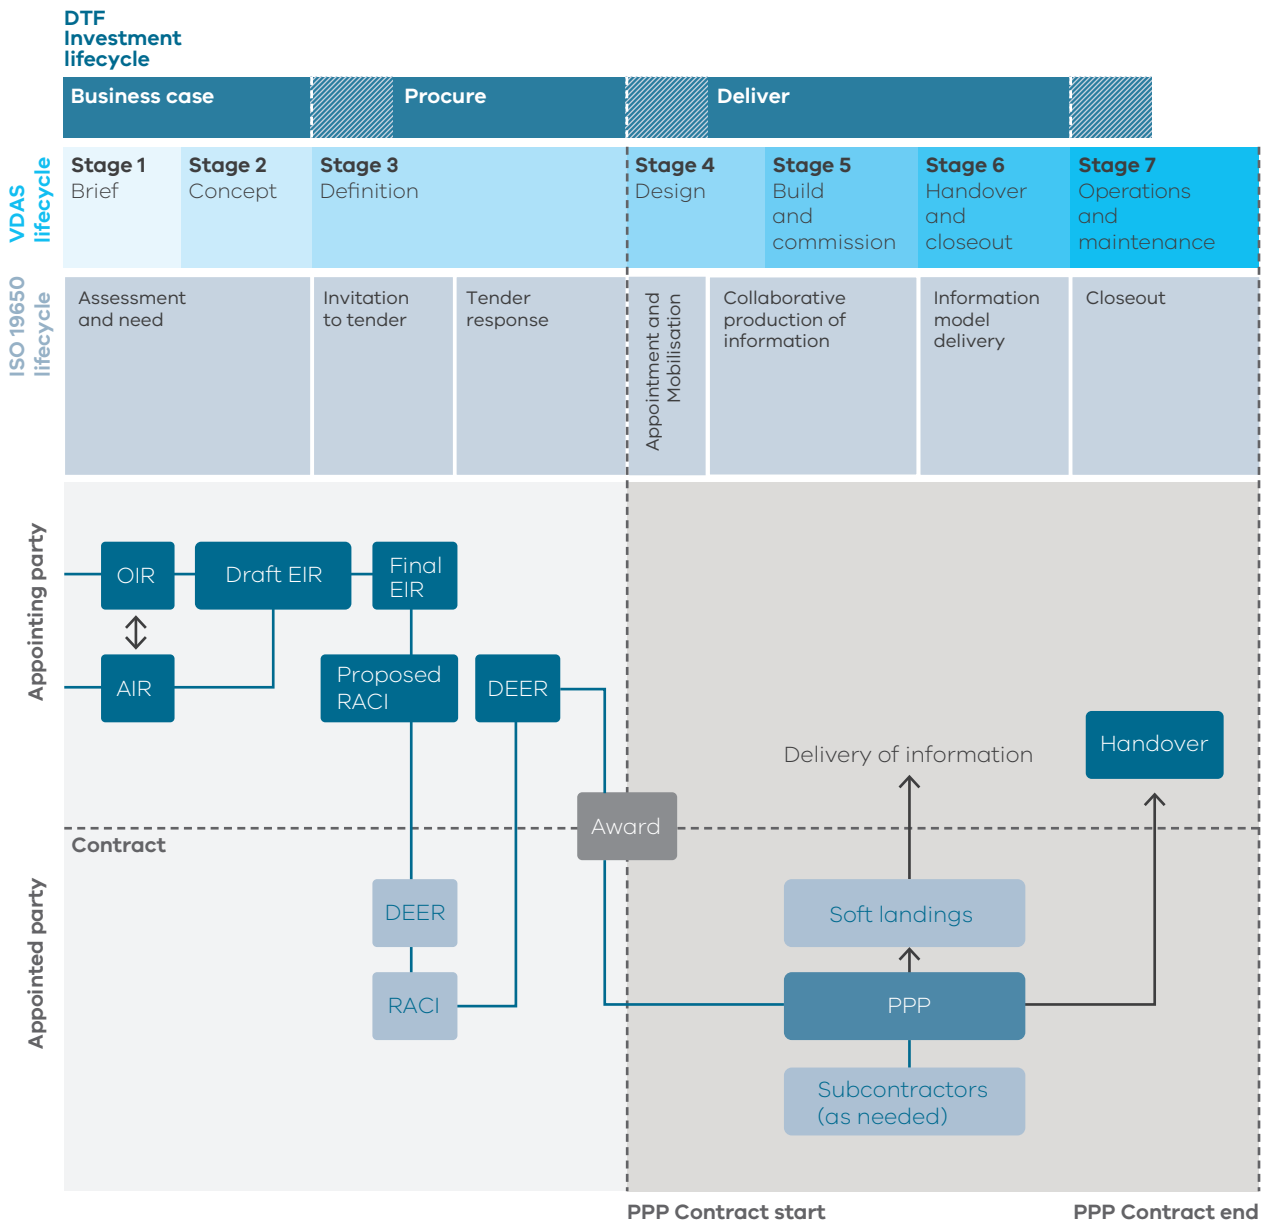 DTF
Investment
lifecycle
Business case
Procure
Deliver
VDAS
lifecycle
Stage 1
Brief
Stage 2
Concept
Stage 3
Definition
Stage 4
Design
Stage 5
Build
and
commission
Stage 6
Handover
and
closeout
Stage 7
Operations
and
maintenance
ISO 19650
lifecycle
Assessment
and need
Invitation
to tender
Tender
response
Appointment and
Mobilisation
Collaborative
production of
information
Information
model
delivery
Closeout
Appointing party
OIR
Draft EIR
Final
EIR
AIR
Proposed
RACI
DEER
Handover
Delivery of information
Award
Contract
Appointed party
DEER
Soft landings
RACI
PPP
Subcontractors
(as needed)
PPP Contract start
PPP Contract end